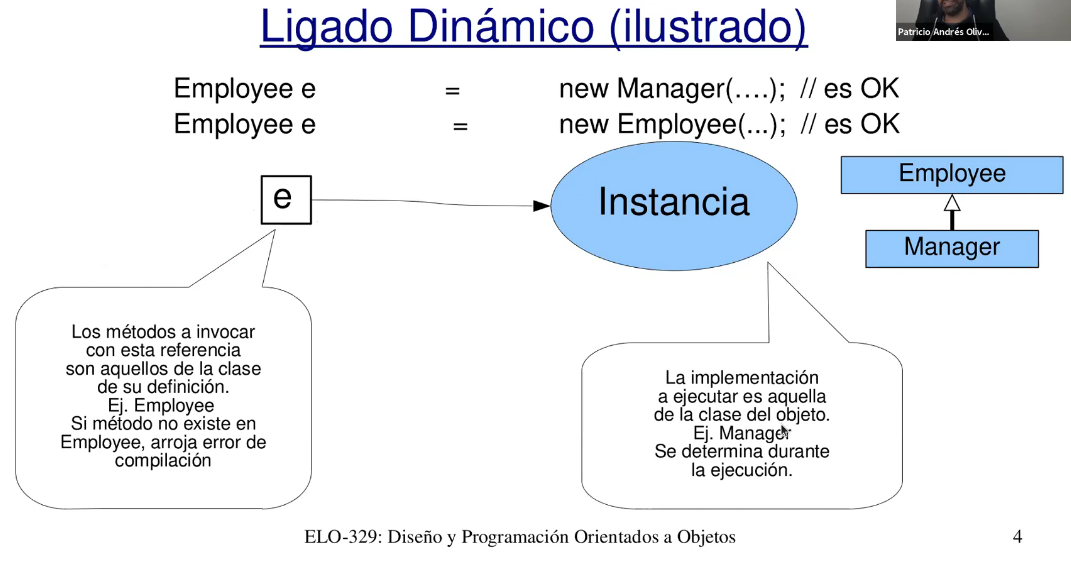 Ligado Dinámico (ilustrado)
Patricio Andrés Oliv...
Employee e = new Manager(....); // es OK
Employee e = new Employee(...); // es OK
e
Instancia
Employee
Manager
Los métodos a invocar
con esta referencia
son aquellos de la clase
de su definición.
Ej. Employee
Si método no existe en
Employee, arroja error de
compilación
La implementación
a ejecutar es aquella
de la clase del objeto.
Ej. Manager
Se determina durante
la ejecución.
ELO-329: Diseño y Programación Orientados a Objetos
4